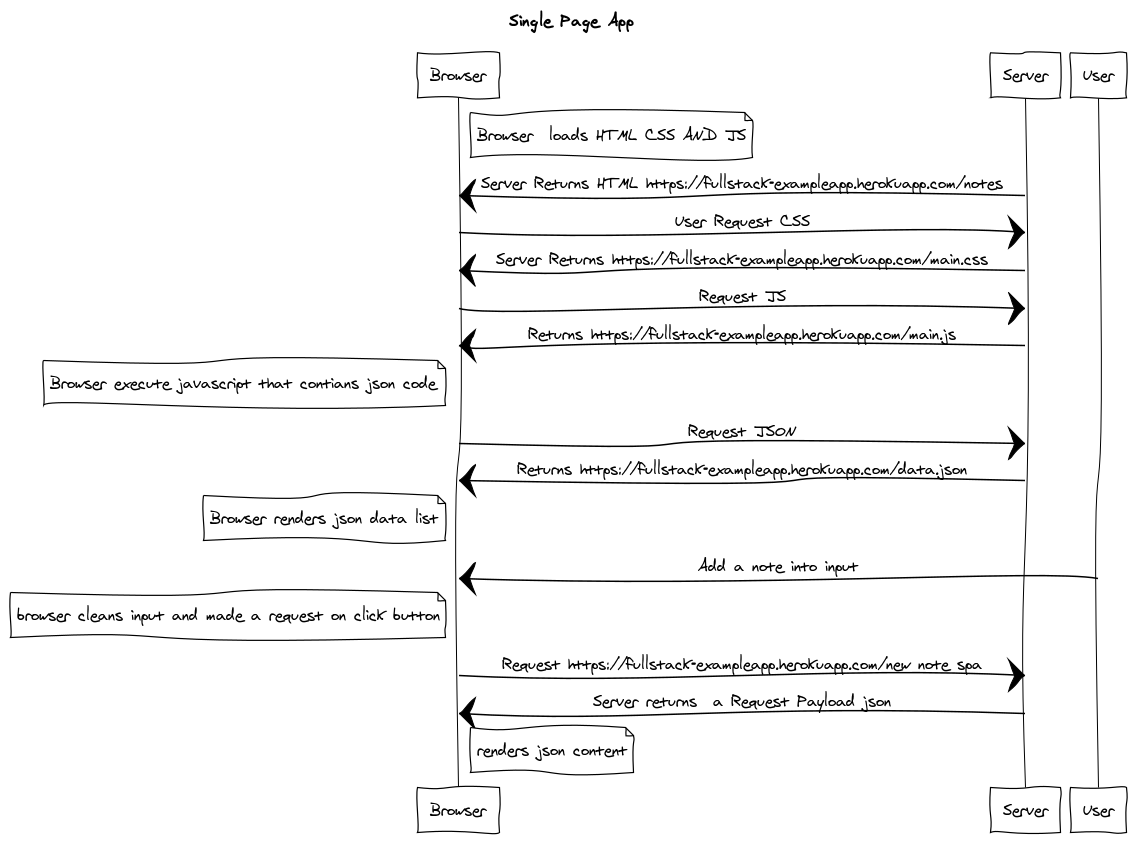 Single Page App
Browser
Server
User
Browser loads HTML CSS AND JS
Server Returns HTML https://fullstack-exampleapp.herokuapp.com/notes
User Request CSS
Server Returns https://fullstack-exampleapp.herokuapp.com/main.css
Request JS
Returns https://fullstack-exampleapp.herokuapp.com/main.js
Browser execute javascript that contians json code
Request JSON
Returns https://fullstack-exampleapp.herokuapp.com/data.json
Browser renders json data list
Add a note into input
browser cleans input and made a request on click button
Request https://fullstack-exampleapp.herokuapp.com/new note spa
Server returns a Request Payload json
renders json content
Browser
Server
User